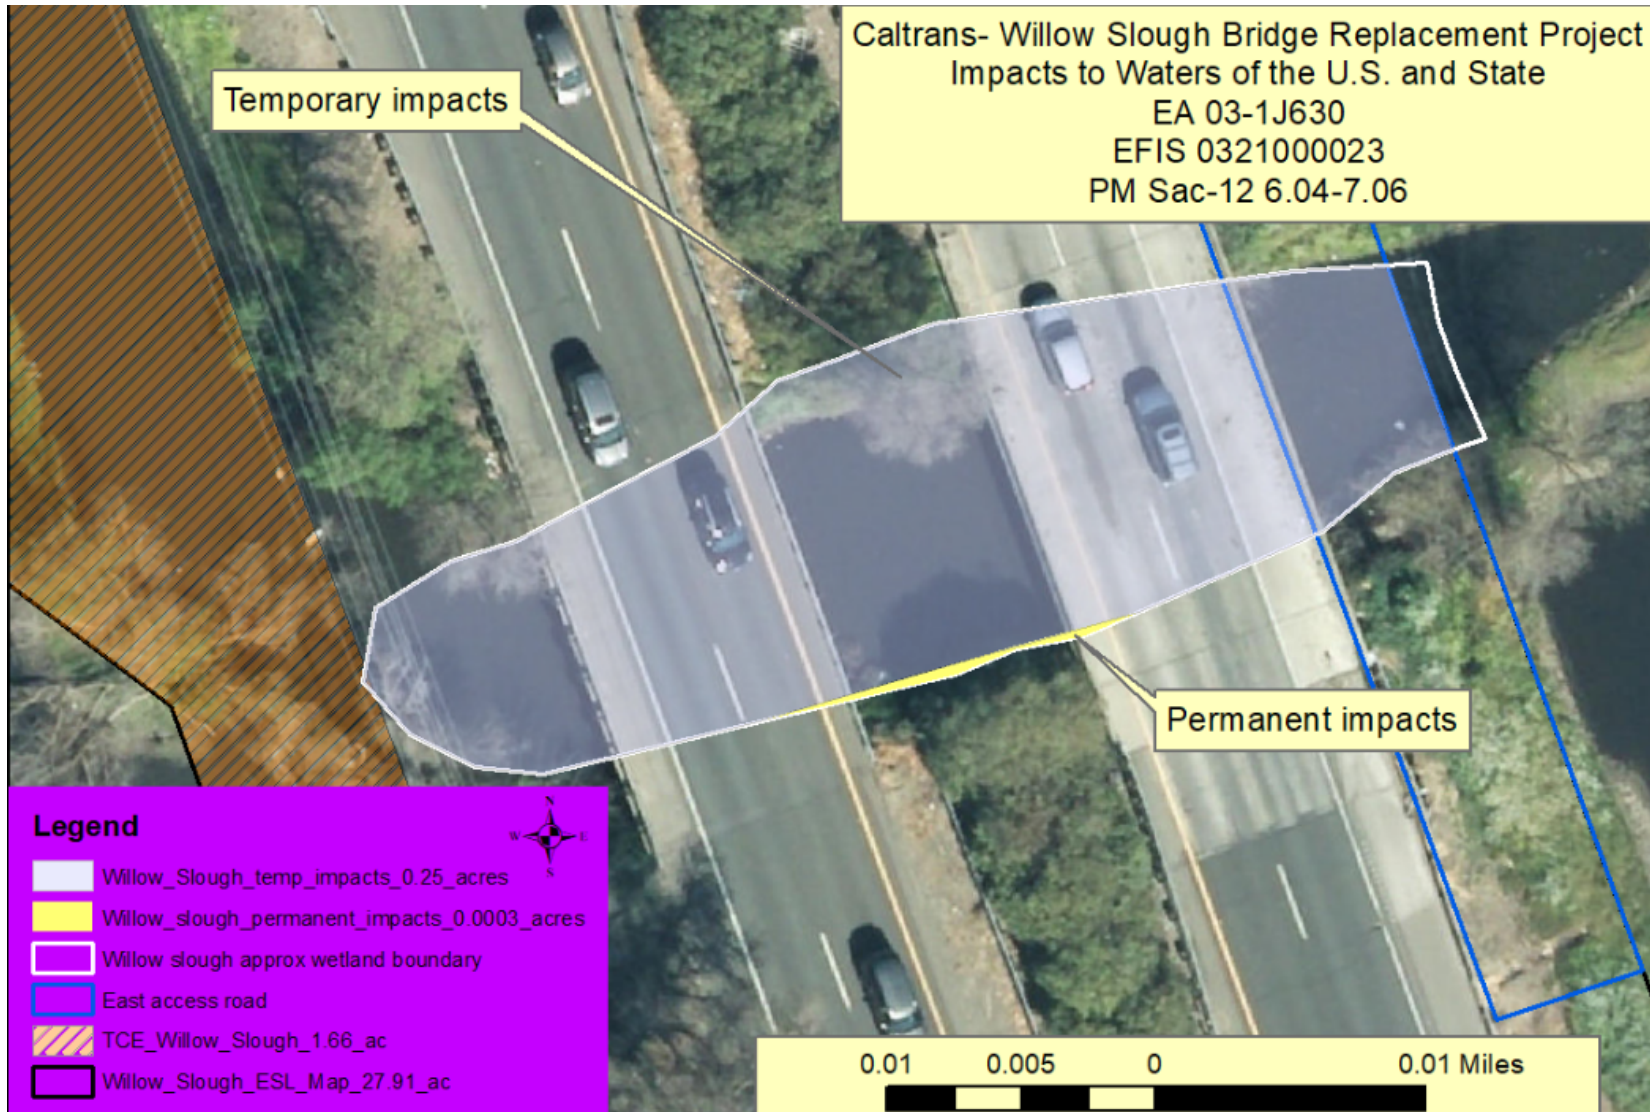 Caltrans- Willow Slough Bridge Replacement Project
Impacts to Waters of the U.S. and State
EA 03-1J630
EFIS 0321000023
PM Sac-12 6.04-7.06
Temporary impacts
Permanent impacts
Legend
N
W E
S
Willow_Slough_temp_impacts_0.25_acres
Willow_slough_permanent_impacts_0.0003_acres
Willow slough approx wetland boundary
East access road
TCE_Willow_Slough_1.66_ac
Willow_Slough_ESL_Map_27.91_ac
0.01 0.005 0 0.01 Miles